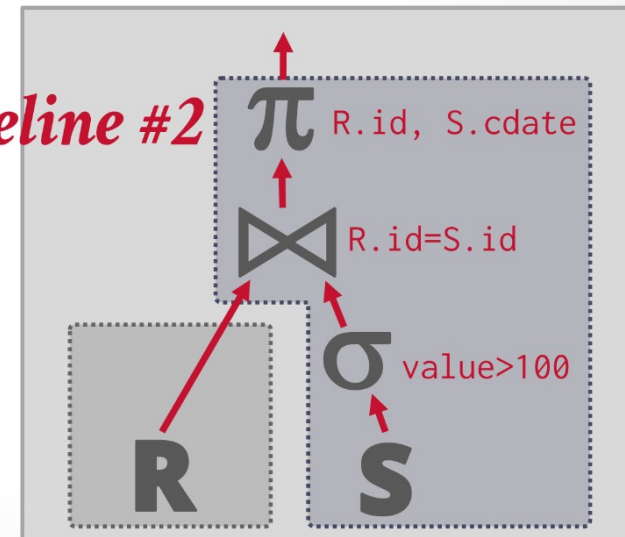 eline #2
π R.id, S.cdate
⋈ R.id=S.id
σ value>100
R S